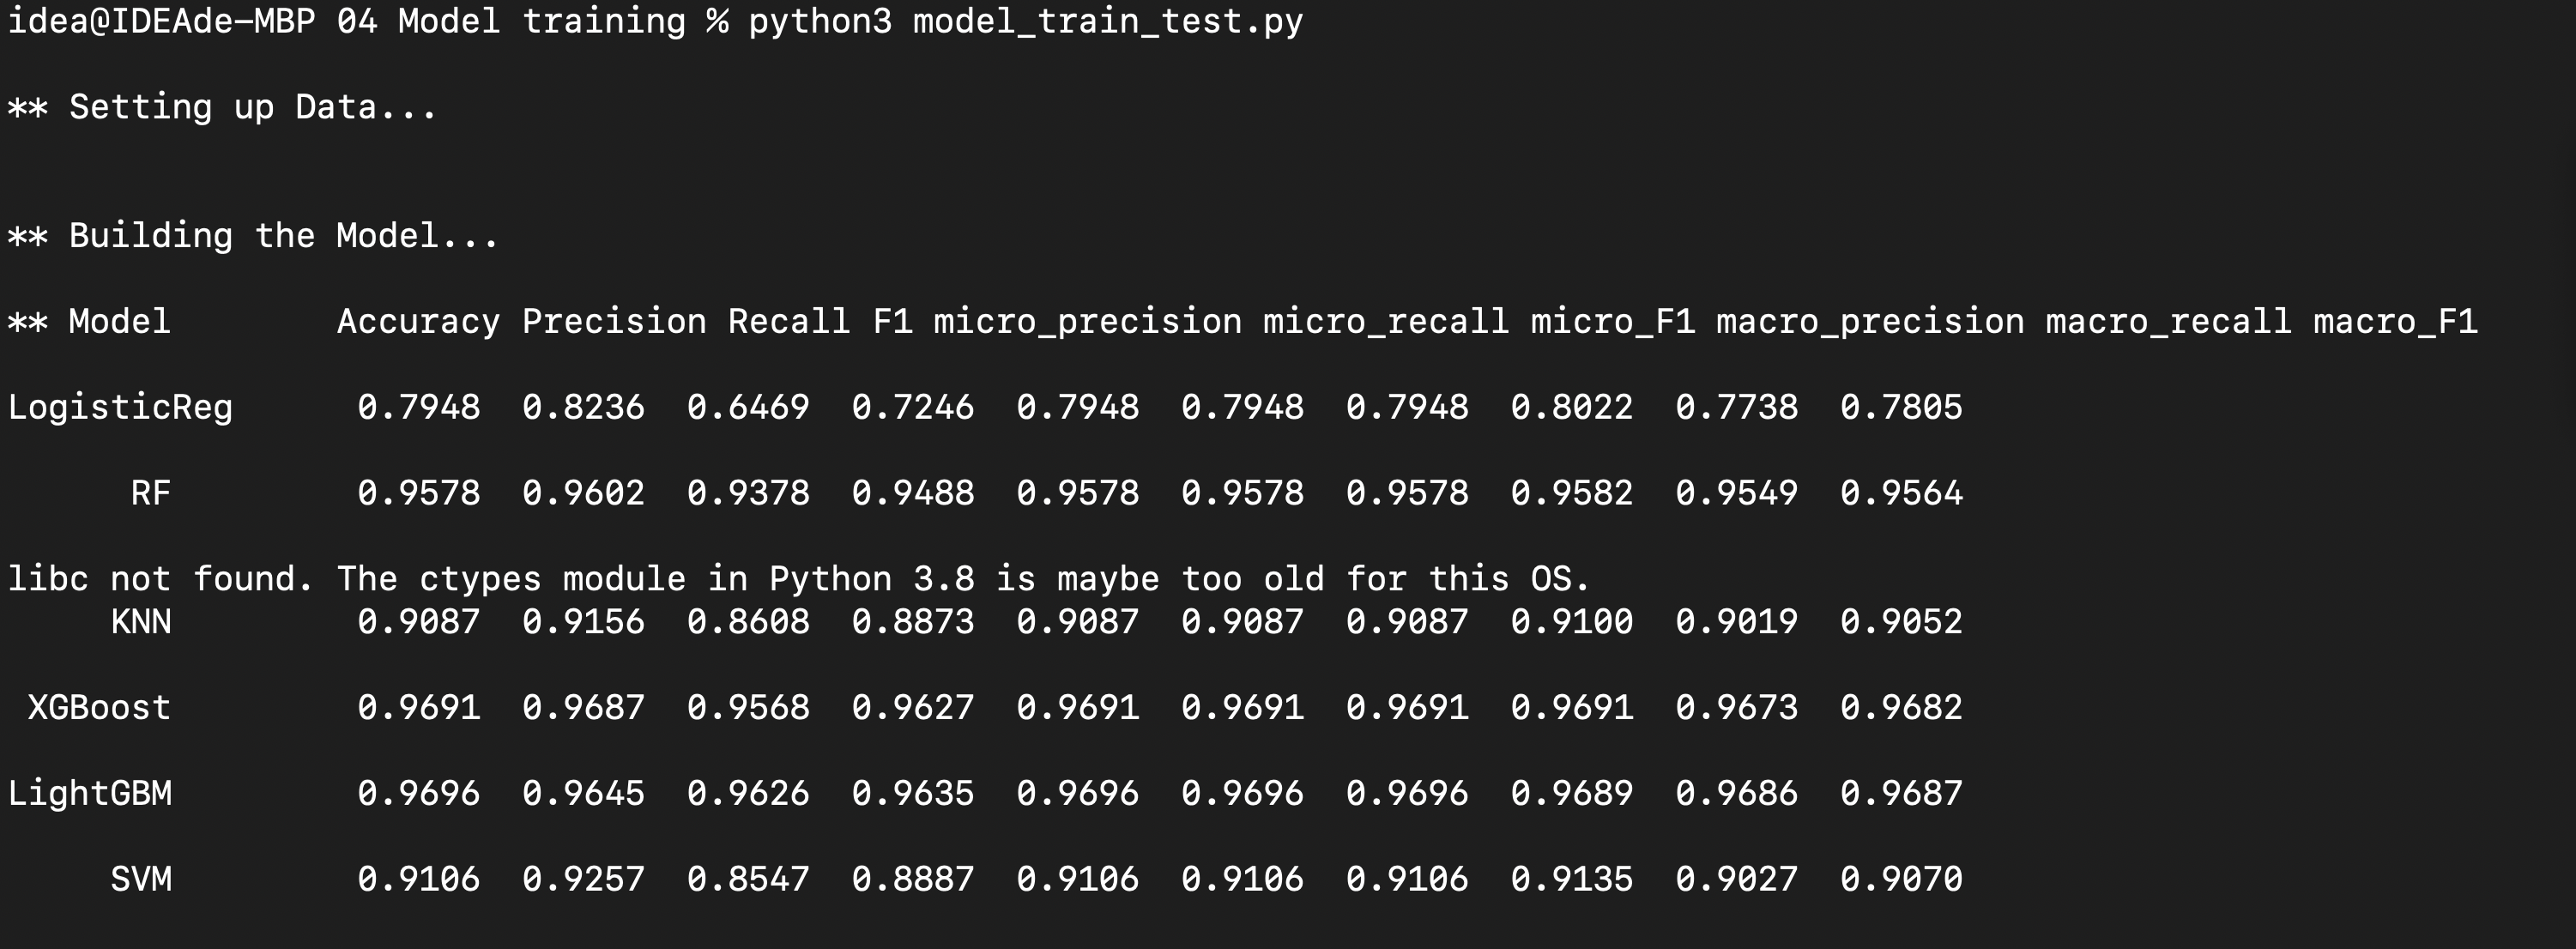 idea@IDEAde-MBP 04 Model training % python3 model_train_test.py
** Setting up Data...
** Building the Model...
** Model Accuracy Precision Recall F1 micro_precision micro_recall micro_F1 macro_precision macro_recall macro_F1
LogisticReg 0.7948 0.8236 0.6469 0.7246 0.7948 0.7948 0.7948 0.8022 0.7738 0.7805
RF 0.9578 0.9602 0.9378 0.9488 0.9578 0.9578 0.9578 0.9582 0.9549 0.9564
libc not found. The ctypes module in Python 3.8 is maybe too old for this OS.
KNN 0.9087 0.9156 0.8608 0.8873 0.9087 0.9087 0.9087 0.9100 0.9019 0.9052
XGBoost 0.9691 0.9687 0.9568 0.9627 0.9691 0.9691 0.9691 0.9691 0.9673 0.9682
LightGBM 0.9696 0.9645 0.9626 0.9635 0.9696 0.9696 0.9696 0.9689 0.9686 0.9687
SVM 0.9106 0.9257 0.8547 0.8887 0.9106 0.9106 0.9106 0.9135 0.9027 0.9070